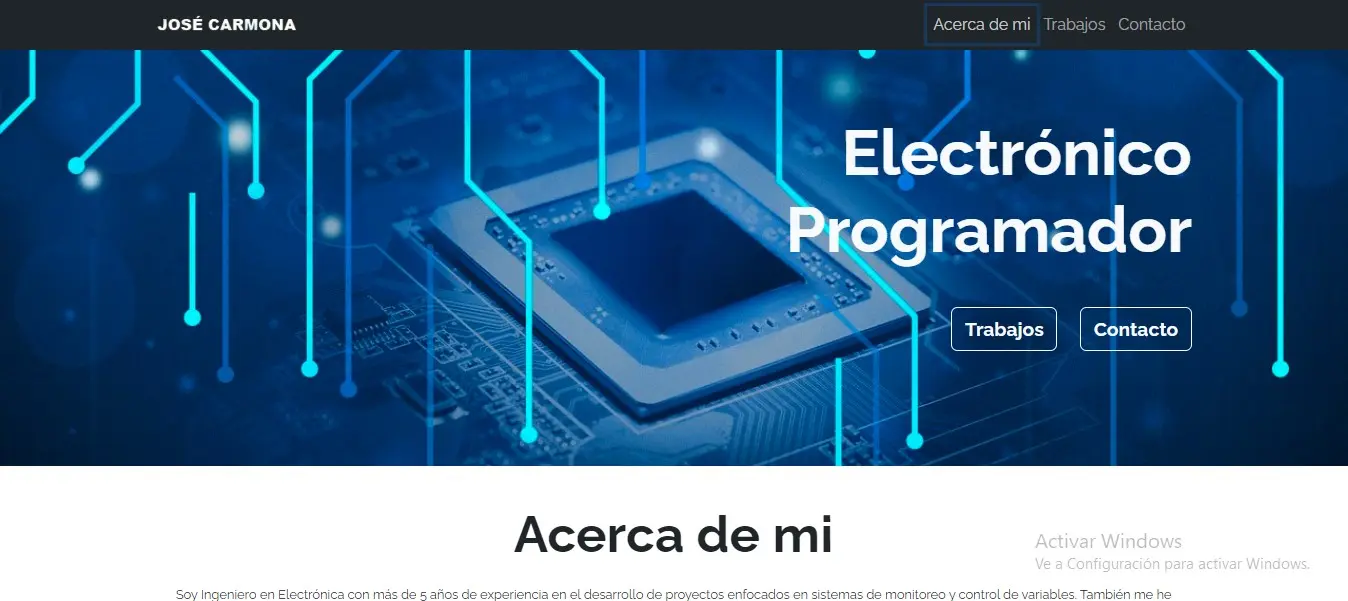 JOSÉ CARMONA
Acerca de mi Trabajos Contacto
Electrónico
Programador
Trabajos Contacto
Acerca de mi
Activar Windows
Ve a Configuración para activar Windows.
Soy Ingeniero en Electrónica con más de 5 años de experiencia en el desarrollo de proyectos enfocados en sistemas de monitoreo y control de variables. También me he